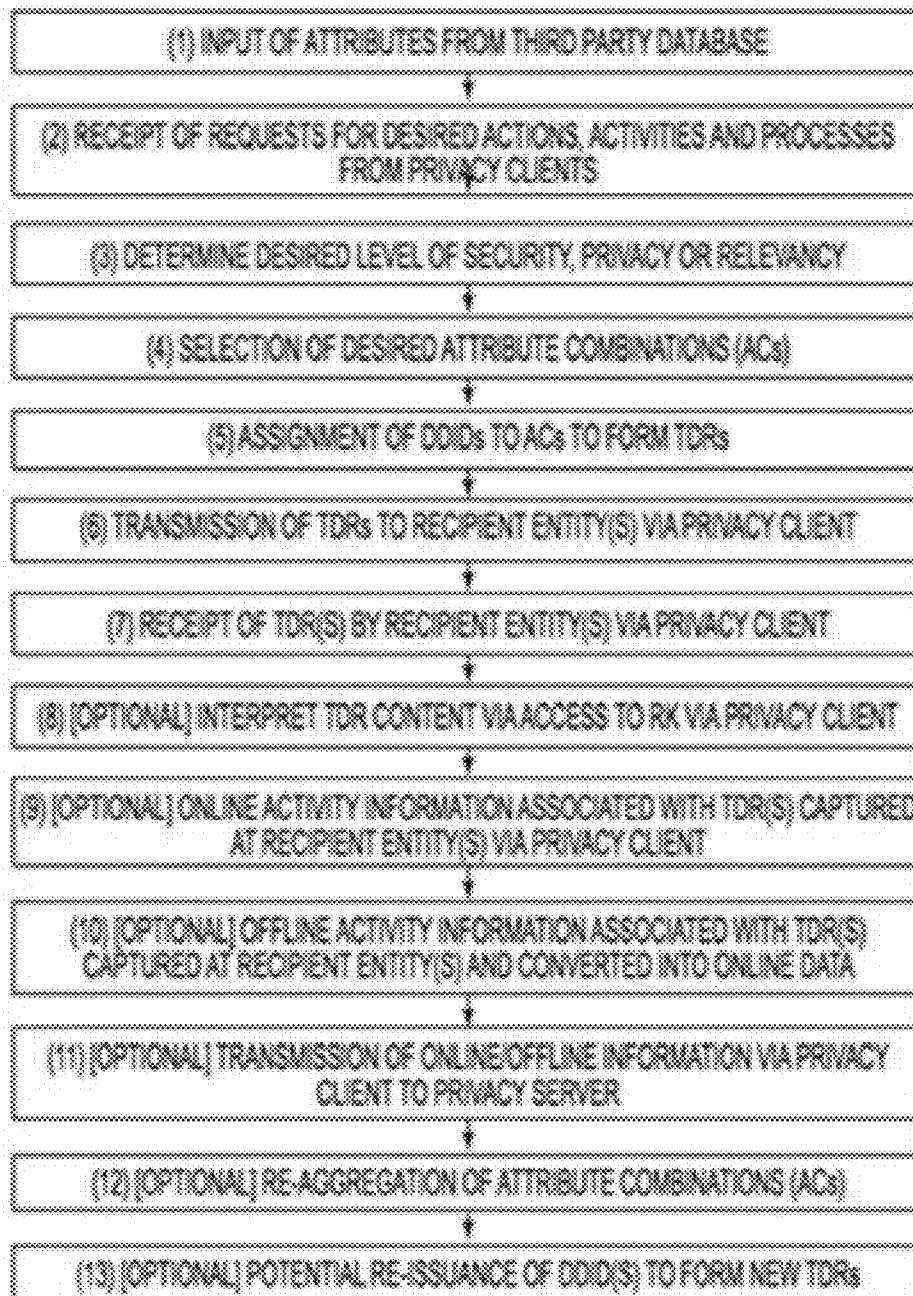 (1) INPUT OF ATTRIBUTES FROM THIRD PARTY DATABASE
(2) RECEIPT OF REQUESTS FOR DESIRED ACTIONS, ACTIVITIES AND PROCESSES
FROM PRIVACY CLIENTS
(3) DETERMINE DESIRED LEVEL OF SECURITY, PRIVACY OR RELEVANCY
(4) SELECTION OF DESIRED ATTRIBUTE COMBINATIONS (ACs)
(5) ASSIGNMENT OF DDIDs TO ACs TO FORM TDRs
(6) TRANSMISSION OF TDRs TO RECIPIENT ENTITY(S) VIA PRIVACY CLIENT
(7) RECEIPT OF TDR(S) BY RECIPIENT ENTITY(S) VIA PRIVACY CLIENT
(8) [OPTIONAL] INTERPRET TDR CONTENT VIA ACCESS TO RK VIA PRIVACY CLIENT
(9) [OPTIONAL] ONLINE ACTIVITY INFORMATION ASSOCIATED WITH TDR(S) CAPTURED
AT RECIPIENT ENTITY(S) VIA PRIVACY CLIENT
(10) [OPTIONAL] OFFLINE ACTIVITY INFORMATION ASSOCIATED WITH TDR(S)
CAPTURED AT RECIPIENT ENTITY(S) AND CONVERTED INTO ONLINE DATA
(11) [OPTIONAL] TRANSMISSION OF ONLINE/OFFLINE INFORMATION VIA PRIVACY
CLIENT TO PRIVACY SERVER
(12) [OPTIONAL] RE-AGGREGATION OF ATTRIBUTE COMBINATIONS (ACs)
(13) [OPTIONAL] POTENTIAL RE-ISSUANCE OF DDID(S) TO FORM NEW TDRs